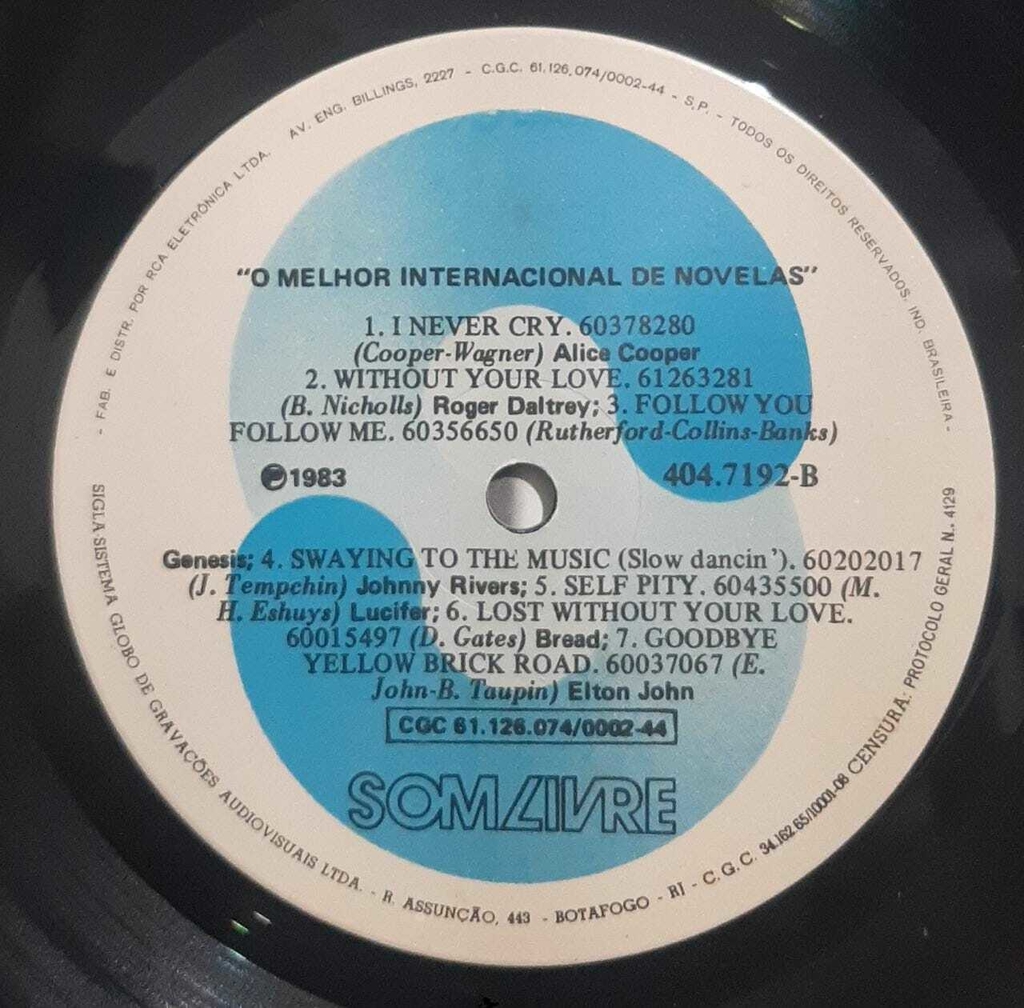 - FAB. E DISTR. POR RCA ELETRÔNICA LTDA. AV. ENG. BILLINGS, 2227 - C.G.C. 61.126.074/0002-44 - S.P. - TODOS OS DIREITOS RESERVADOS. IND. BRASILEIRA -
"O MELHOR INTERNACIONAL DE NOVELAS"
1. I NEVER CRY. 60378280
(Cooper-Wagner) Alice Cooper
2. WITHOUT YOUR LOVE. 61263281
(B. Nicholls) Roger Daltrey; 3. FOLLOW YOU
FOLLOW ME. 60356650 (Rutherford-Collins-Banks)
℗1983 404.7192-B
Genesis; 4. SWAYING TO THE MUSIC (Slow dancin'). 60202017
(J. Tempchin) Johnny Rivers; 5. SELF PITY. 60435500 (M.
H. Eshuys) Lucifer; 6. LOST WITHOUT YOUR LOVE.
60015497 (D. Gates) Bread; 7. GOODBYE
YELLOW BRICK ROAD. 60037067 (E.
John-B. Taupin) Elton John
CGC 61.126.074/0002-44
SOM LIVRE
SIGLA-SISTEMA GLOBO DE GRAVAÇÕES AUDIOVISUAIS LTDA. - R. ASSUNÇÃO, 443 - BOTAFOGO - RJ - C.G.C. 34.162.65/10001-08 CENSURA: PROTOCOLO GERAL N.. 4129